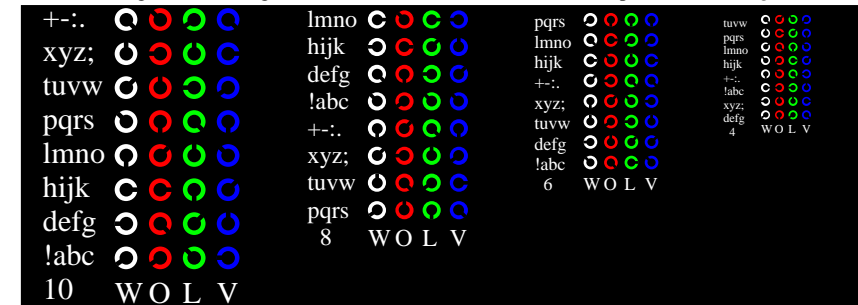 +-:.
xyz;
tuvw
pqrs
lmno
hijk
defg
!abc
10 W O L V
lmno
hijk
defg
!abc
+-:.
xyz;
tuvw
pqrs
8 W O L V
pqrs
lmno
hijk
+-:.
xyz;
tuvw
defg
!abc
6 W O L V
tuvw
pqrs
lmno
hijk
+-:.
!abc
xyz;
defg
4 W O L V